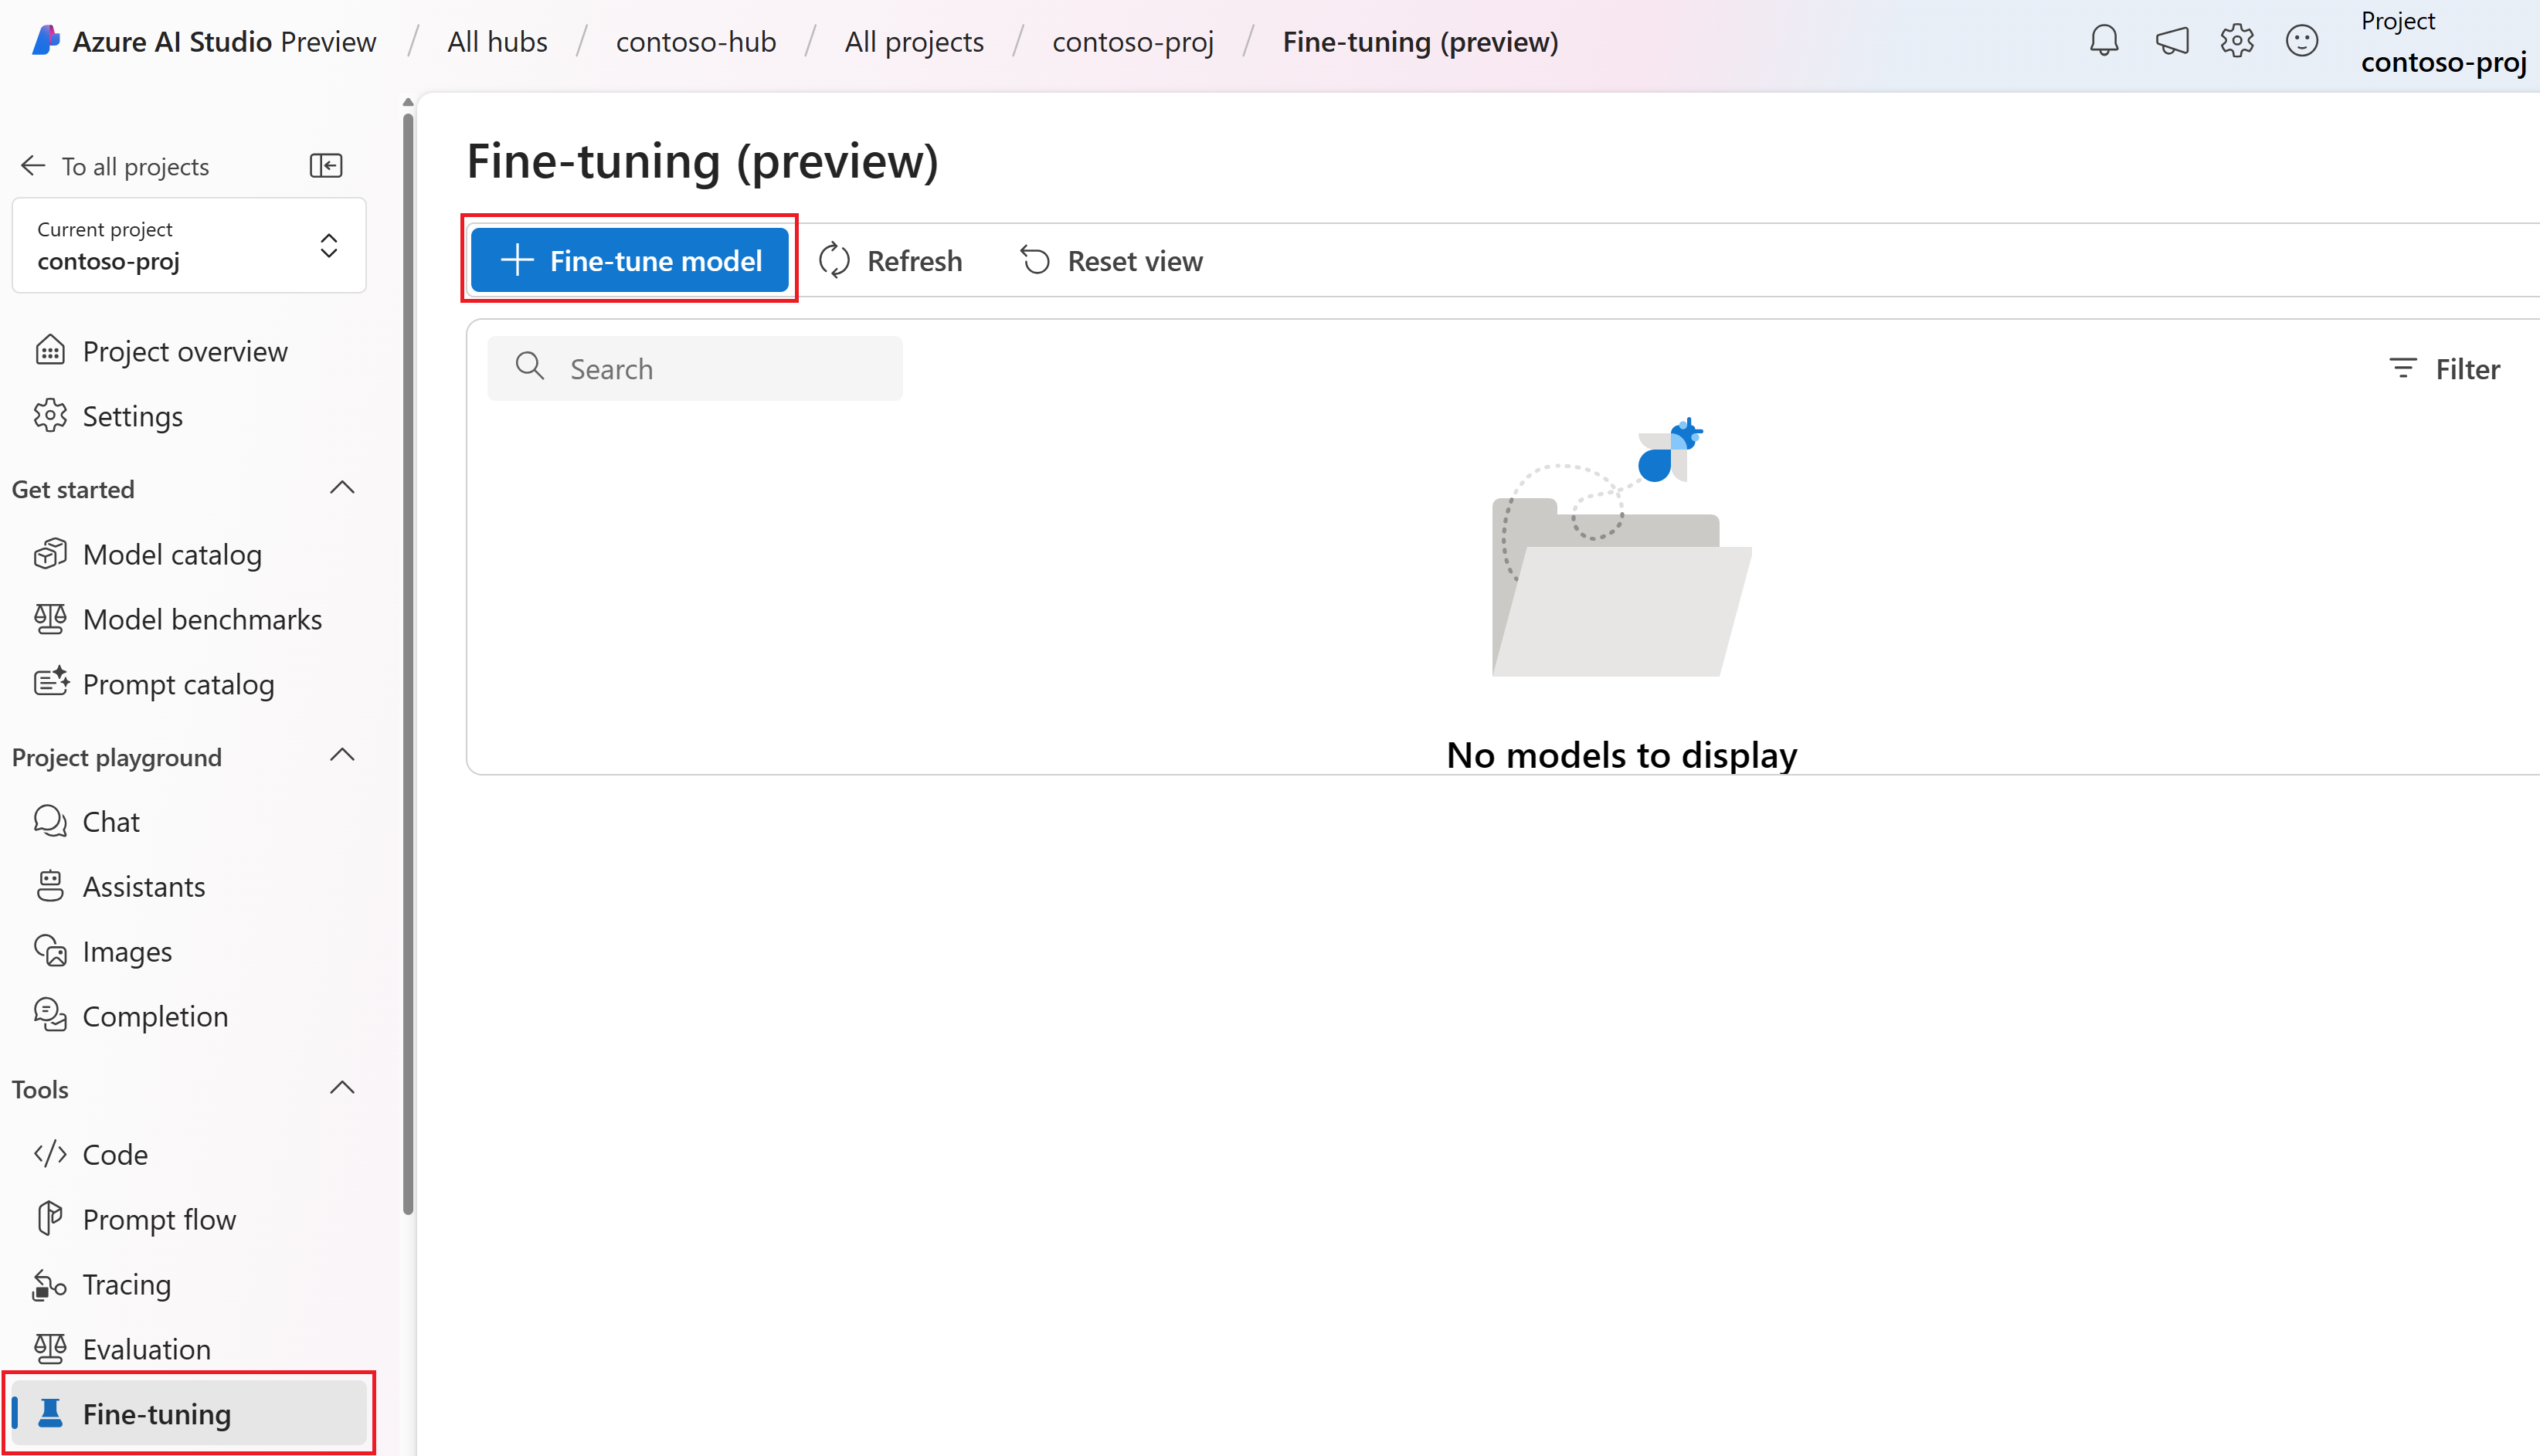 Azure AI Studio Preview / All hubs / contoso-hub / All projects / contoso-proj / Fine-tuning (preview)
Project
contoso-proj
To all projects
Current project
contoso-proj
Project overview
Settings
Get started
Model catalog
Model benchmarks
Prompt catalog
Project playground
Chat
Assistants
Images
Completion
Tools
Code
Prompt flow
Tracing
Evaluation
Fine-tuning
Fine-tuning (preview)
Fine-tune model
Refresh
Reset view
Search
Filter
No models to display